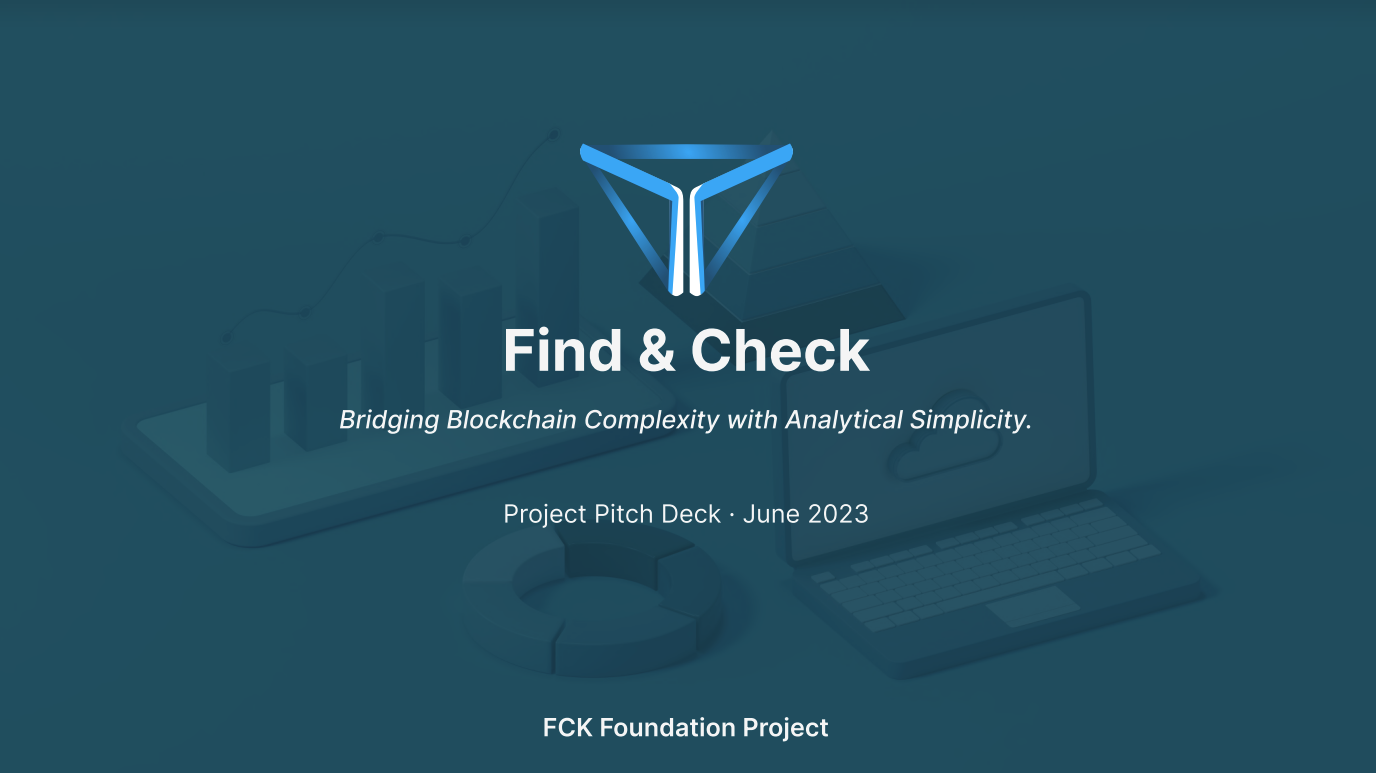 Find & Check
Bridging Blockchain Complexity with Analytical Simplicity.
Project Pitch Deck · June 2023
FCK Foundation Project